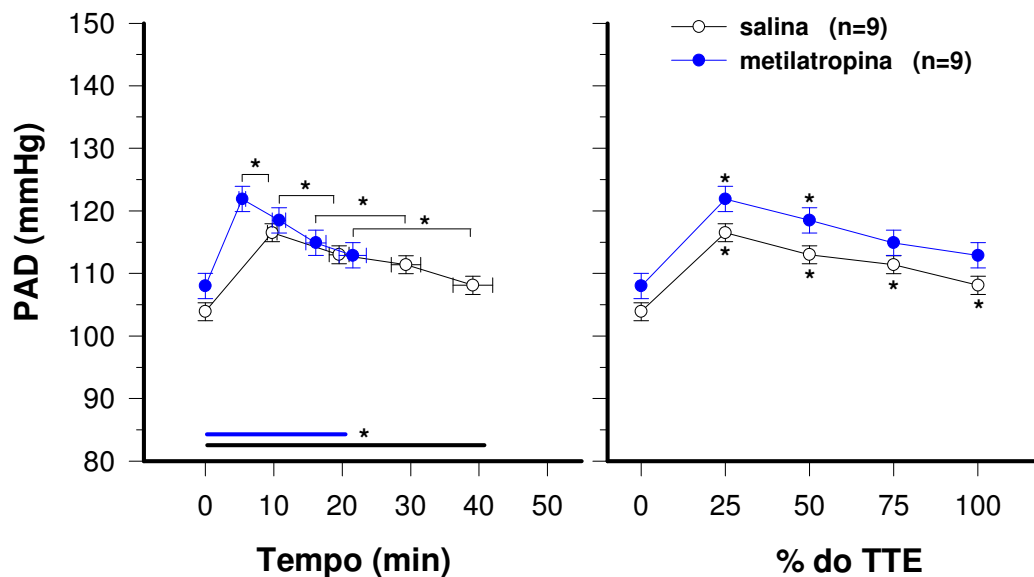 PAD (mmHg)
150
140
130
120
110
100
90
80
* * * *
*
0 10 20 30 40 50
Tempo (min)
salina (n=9)
metilatropina (n=9)
* *
* * * *
0 25 50 75 100
% do TTE